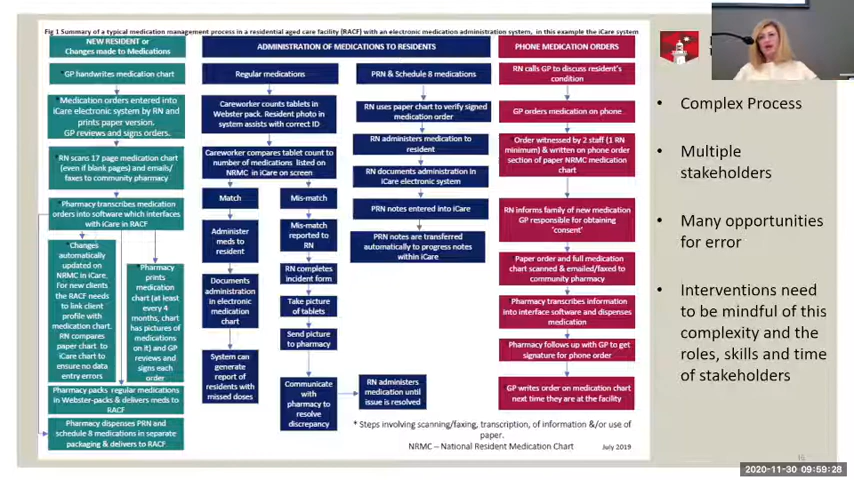 Fig 1 Summary of a typical medication management process in a residential aged care facility (RACF) with an electronic medication administration system, in this example the iCare system
NEW RESIDENT or
Changes made to Medications
GP handwrites medication chart
*Medication orders entered into
iCare electronic system by RN and
prints paper version.
GP reviews and signs orders.
*RN scans 17 page medication chart
(even if blank pages) and emails/
faxes to community pharmacy
*Pharmacy transcribes medication
orders into software which interfaces
with iCare in RACF
*Changes
automatically
updated on
NRMC in iCare.
For new clients
the RACF needs
to link client
profile with
medication chart.
RN compares
paper chart to
iCare chart to
ensure no data
entry errors
*Pharmacy
prints
medication
chart (at least
every 4
months, chart
has pictures of
medications
on it) and GP
reviews and
signs each
order
Pharmacy packs regular medications
in Webster-packs & delivers meds to
RACF
Pharmacy dispenses PRN and
schedule 8 medications in separate
packaging & delivers to RACF
ADMINISTRATION OF MEDICATIONS TO RESIDENTS
Regular medications
Careworker counts tablets in
Webster pack. Resident photo in
system assists with correct ID
Careworker compares tablet count to
number of medications listed on
NRMC in iCare on screen
Match
Administer
meds to
resident
Documents
administration
in electronic
medication
chart
System can
generate
report of
residents with
missed doses
Mis-match
Mis-match
reported to
RN
RN completes
incident form
Take picture
of tablets
Send picture
to pharmacy
Communicate
with
pharmacy to
resolve
discrepancy
RN administers
medication until
issue is resolved
PRN & Schedule 8 medications
RN uses paper chart to verify signed
medication order
RN administers medication to
resident
RN documents administration in
iCare electronic system
PRN notes entered into iCare
PRN notes are transferred
automatically to progress notes
within iCare
PHONE MEDICATION ORDERS
RN calls GP to discuss resident's
condition
GP orders medication on phone
*Order witnessed by 2 staff (1 RN
minimum) & written on phone order
section of paper NRMC medication
chart
RN informs family of new medication
GP responsible for obtaining
'consent'
*Paper order and full medication
chart scanned & emailed/faxed to
community pharmacy
*Pharmacy transcribes information
into interface software and dispenses
medication
Pharmacy follows up with GP to get
signature for phone order
GP writes order on medication chart
next time they are at the facility
* Steps involving scanning/faxing, transcription, of information &/or use of
paper.
NRMC – National Resident Medication Chart
July 2019
• Complex Process
• Multiple
stakeholders
• Many opportunities
for error
• Interventions need
to be mindful of this
complexity and the
roles, skills and time
of stakeholders
16
2020-11-30 09:59:28